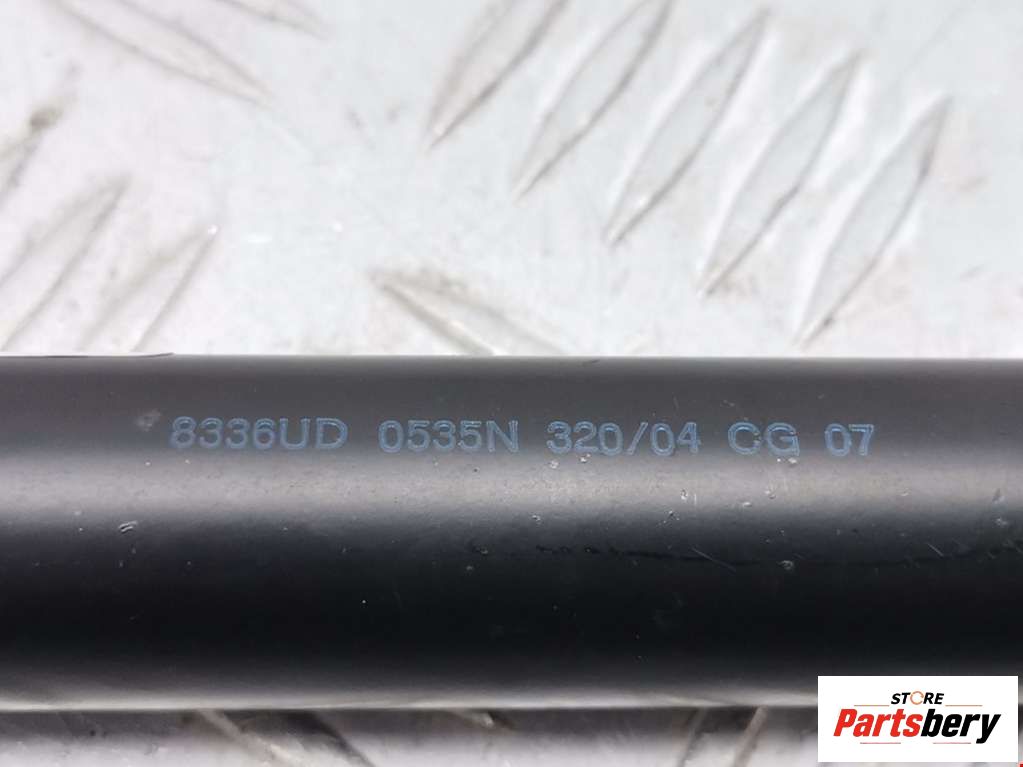 8336UD 0535N 320/04 CG 07
STORE
Partsbery